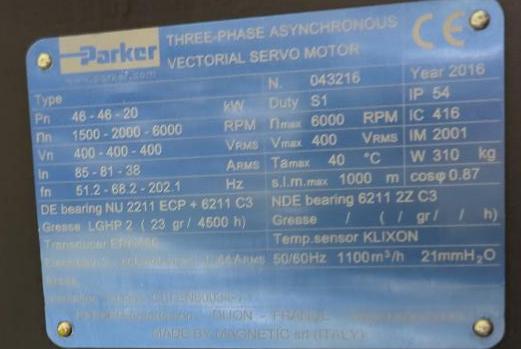 Parker
THREE-PHASE ASYNCHRONOUS
VECTORIAL SERVO MOTOR
CE
www.parker.com
Type N. 043216 Year 2016
Pn 46 - 46 - 20 kW Duty S1 IP 54
nn 1500 - 2000 - 6000 RPM nmax 6000 RPM IC 416
Vn 400 - 400 - 400 VRMS Vmax 400 VRMS IM 2001
In 85 - 81 - 38 ARMS Tamax 40 °C W 310 kg
fn 51.2 - 68.2 - 202.1 Hz s.l.m.max 1000 m cosφ 0.87
DE bearing NU 2211 ECP + 6211 C3 NDE bearing 6211 2Z C3
Grease LGHP 2 ( 23 gr / 4500 h) Grease / ( / gr / / h)
Transducer Temp.sensor KLIXON
50/60Hz 1100m³/h 21mmH2O
DIJON - FRANCE
MADE BY MAGNETIC srl (ITALY)